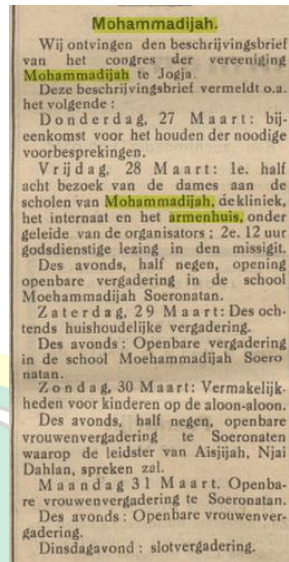 Mohammadijah.
Wij ontvingen den beschrijvingsbrief
van het congres der vereeniging
Mohammadijah te Jogja.
Deze beschrijvingsbrief vermeldt o.a.
het volgende :
Donderdag, 27 Maart: bij-
eenkomst voor het houden der noodige
voorbesprekingen.
Vrijdag, 28 Maart: 1e. half
acht bezoek van de dames aan de
scholen van Mohammadijah, de kliniek,
het internaat en het armenhuis, onder
geleide van de organisators ; 2e. 12 uur
godsdienstige lezing in den missigit.
Des avonds, half negen, opening
openbare vergadering in de school
Moehammadijah Soeronatan.
Zaterdag, 29 Maart: Des och-
tends huishoudelijke vergadering.
Des avonds : Openbare vergadering
in de school Moehammadijah Soero
natan.
Zondag, 30 Maart: Vermakelijk-
heden voor kinderen op de aloon-aloon.
Des avonds, half negen, openbare
vrouwenvergadering te Soeronaten
waarop de leidster van Aisjijah, Njai
Dahlan, spreken zal.
Maandag 31 Maart. Openba-
re vrouwenvergadering te Soeronatan.
Des avonds : Openbare vrouwenver-
gadering.
Dinsdagavond : slotvergadering.